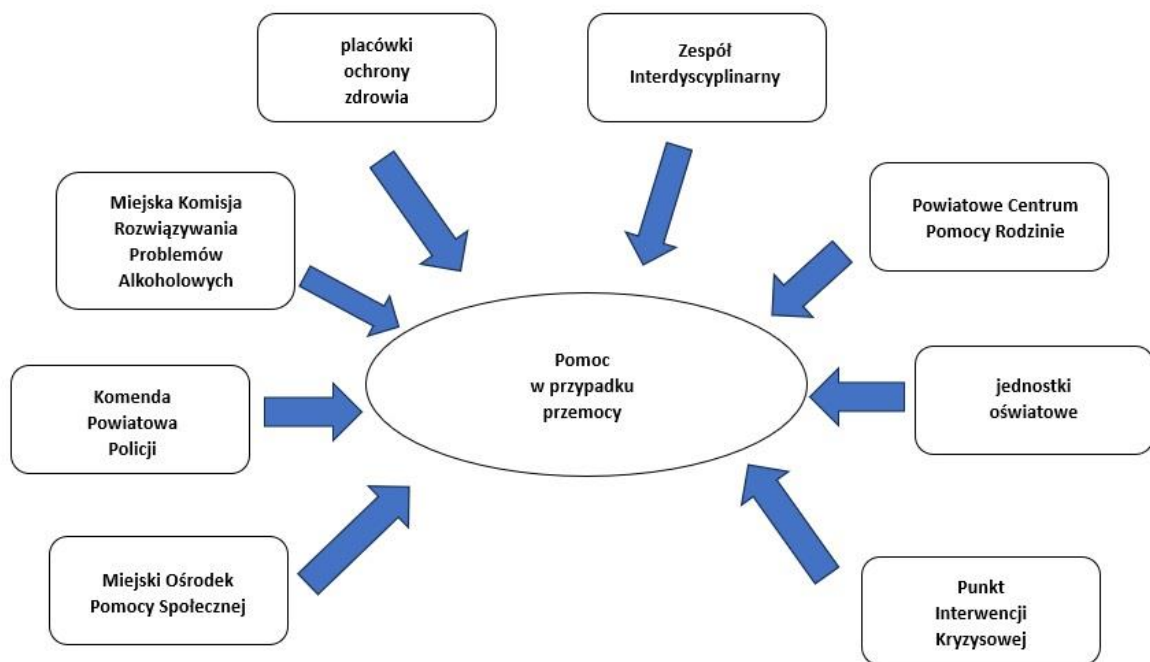 placówki
ochrony
zdrowia
Zespół
Interdyscyplinarny
Miejska Komisja
Rozwiązywania
Problemów
Alkoholowych
Powiatowe Centrum
Pomocy Rodzinie
Pomoc
w przypadku
przemocy
Komenda
Powiatowa
Policji
jednostki
oświatowe
Miejski Ośrodek
Pomocy Społecznej
Punkt
Interwencji
Kryzysowej